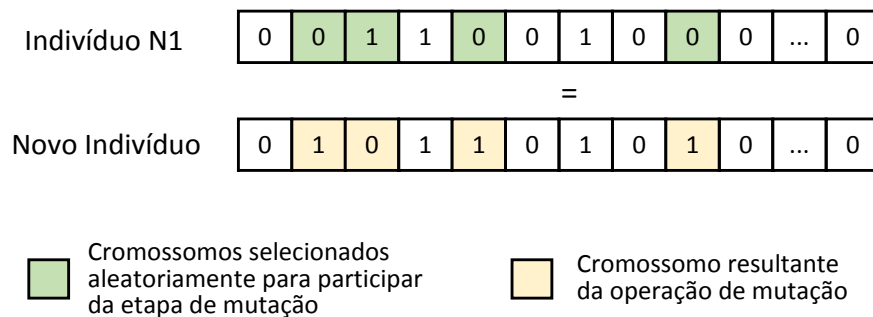 Indivíduo N1 0 0 1 1 0 0 1 0 0 0 ... 0
=
Novo Indivíduo 0 1 0 1 1 0 1 0 1 0 ... 0
Cromossomos selecionados
aleatoriamente para participar
da etapa de mutação
Cromossomo resultante
da operação de mutação